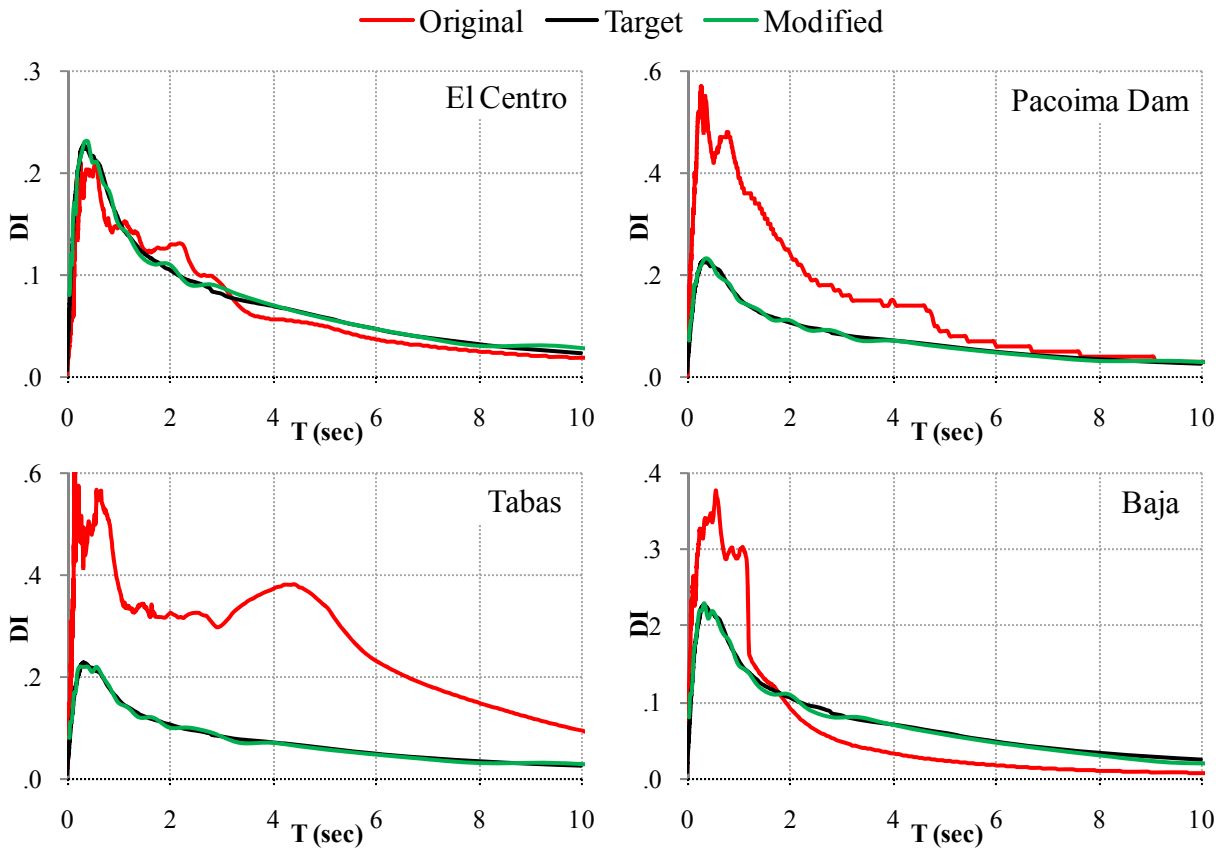 Original Target Modified
El Centro
.3
.2
.1
.0
DI
0 2 4 6 8 10
T (sec)
Pacoima Dam
.6
.4
.2
.0
DI
0 2 4 6 8 10
T (sec)
Tabas
.6
.4
.2
.0
DI
0 2 4 6 8 10
T (sec)
Baja
.4
.3
.2
.1
.0
DI
0 2 4 6 8 10
T (sec)